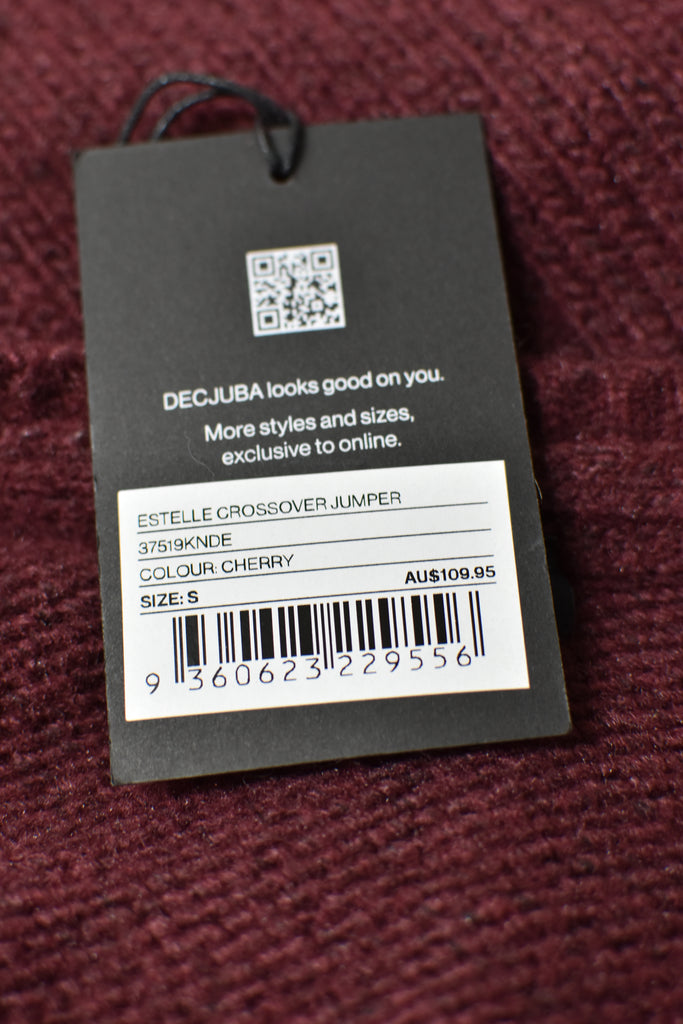 DECJUBA looks good on you.
More styles and sizes,
exclusive to online.
ESTELLE CROSSOVER JUMPER
37519KNDE
COLOUR: CHERRY
SIZE: S AU$109.95
9 360623 229556